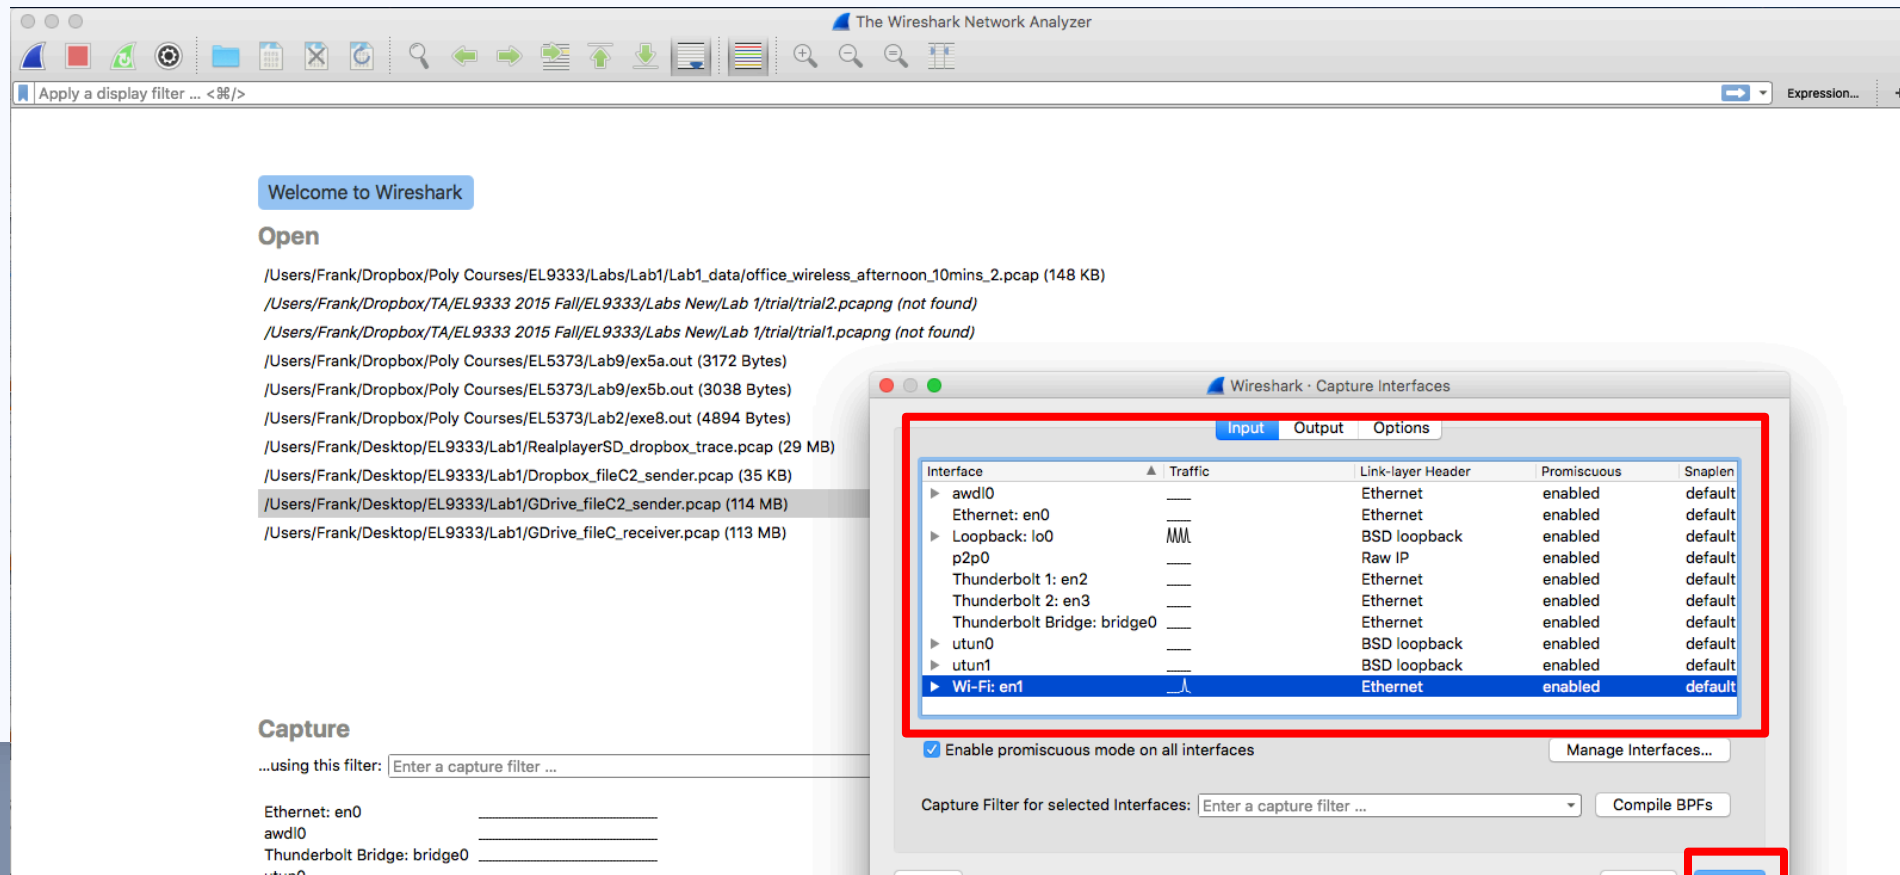 The Wireshark Network Analyzer
Apply a display filter ... <⌘/>
Expression...
+
Welcome to Wireshark
Open
/Users/Frank/Dropbox/Poly Courses/EL9333/Labs/Lab1/Lab1_data/office_wireless_afternoon_10mins_2.pcap (148 KB)
/Users/Frank/Dropbox/TA/EL9333 2015 Fall/EL9333/Labs New/Lab 1/trial/trial2.pcapng (not found)
/Users/Frank/Dropbox/TA/EL9333 2015 Fall/EL9333/Labs New/Lab 1/trial/trial1.pcapng (not found)
/Users/Frank/Dropbox/Poly Courses/EL5373/Lab9/ex5a.out (3172 Bytes)
/Users/Frank/Dropbox/Poly Courses/EL5373/Lab9/ex5b.out (3038 Bytes)
/Users/Frank/Dropbox/Poly Courses/EL5373/Lab2/exe8.out (4894 Bytes)
/Users/Frank/Desktop/EL9333/Lab1/RealplayerSD_dropbox_trace.pcap (29 MB)
/Users/Frank/Desktop/EL9333/Lab1/Dropbox_fileC2_sender.pcap (35 KB)
/Users/Frank/Desktop/EL9333/Lab1/GDrive_fileC2_sender.pcap (114 MB)
/Users/Frank/Desktop/EL9333/Lab1/GDrive_fileC_receiver.pcap (113 MB)
Capture
...using this filter: Enter a capture filter ...
Ethernet: en0
awdl0
Thunderbolt Bridge: bridge0
utun0
Wireshark · Capture Interfaces
Input Output Options
Interface Traffic Link-layer Header Promiscuous Snaplen
awdl0 Ethernet enabled default
Ethernet: en0 Ethernet enabled default
Loopback: lo0 BSD loopback enabled default
p2p0 Raw IP enabled default
Thunderbolt 1: en2 Ethernet enabled default
Thunderbolt 2: en3 Ethernet enabled default
Thunderbolt Bridge: bridge0 Ethernet enabled default
utun0 BSD loopback enabled default
utun1 BSD loopback enabled default
Wi-Fi: en1 Ethernet enabled default
Enable promiscuous mode on all interfaces
Manage Interfaces...
Capture Filter for selected Interfaces: Enter a capture filter ...
Compile BPFs